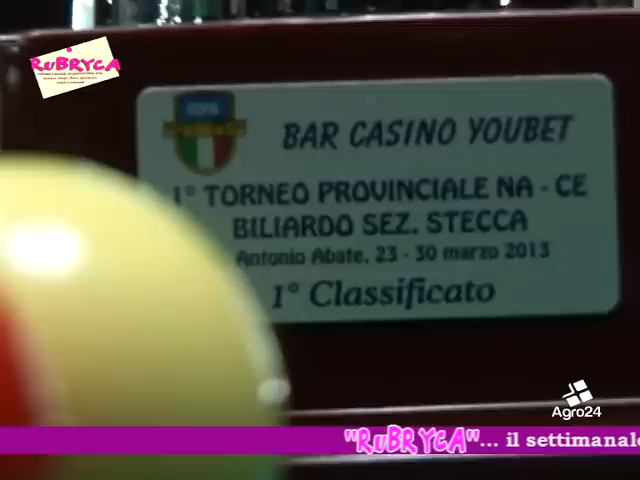 RuBRYCA
BAR CASINO YOUBET
1° TORNEO PROVINCIALE NA - CE
BILIARDO SEZ. STECCA
Antonio Abate, 23 - 30 marzo 2013
1° Classificato
Agro24
"RuBRYCA"... il settimanale